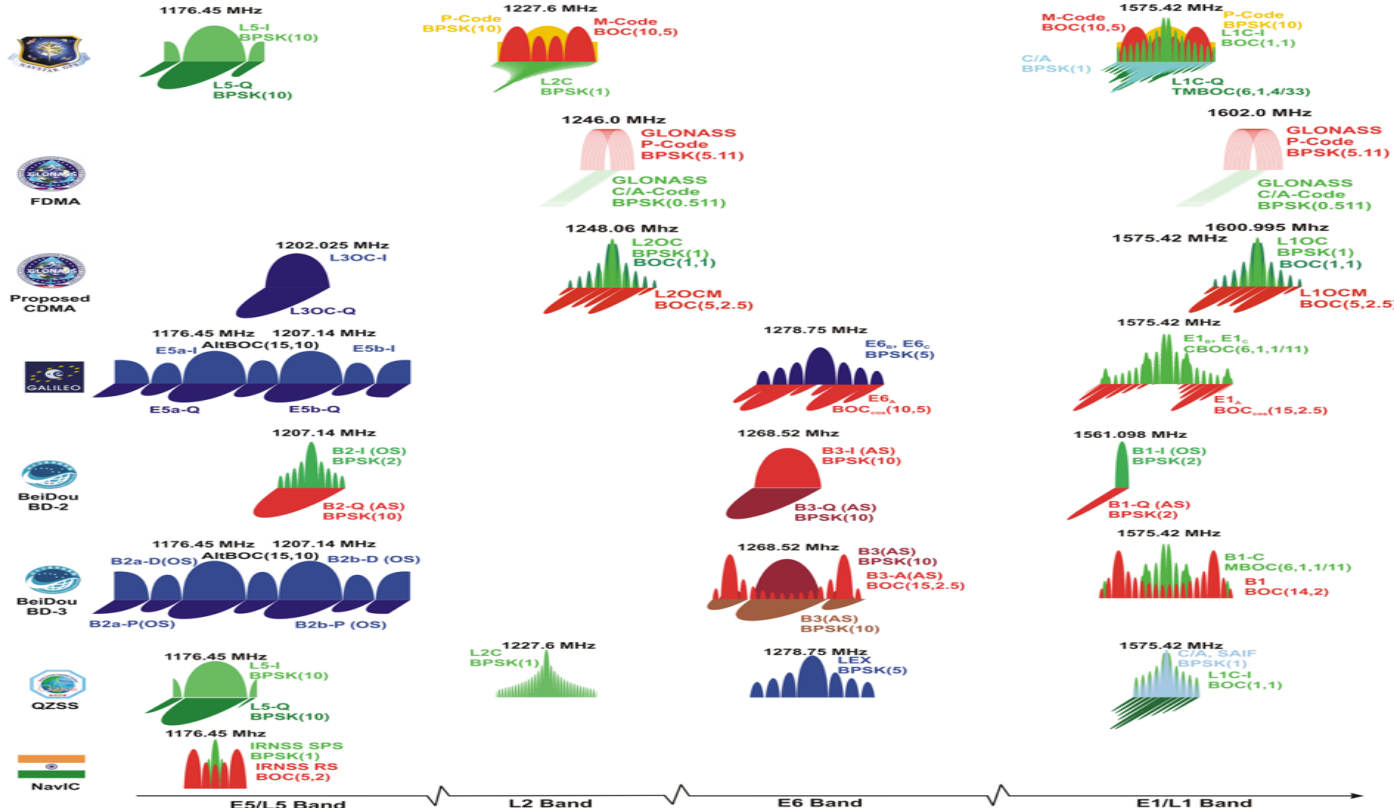 1176.45 MHz
L5-I
BPSK(10)
L5-Q
BPSK(10)
1227.6 MHz
P-Code
BPSK(10)
M-Code
BOC(10,5)
L2C
BPSK(1)
1575.42 MHz
M-Code
BOC(10,5)
P-Code
BPSK(10)
L1C-I
BOC(1,1)
C/A
BPSK(1)
L1C-Q
TMBOC(6,1,4/33)
NAVSTAR GPS
GLONASS
FDMA
1246.0 MHz
GLONASS
P-Code
BPSK(5.11)
GLONASS
C/A-Code
BPSK(0.511)
1602.0 MHz
GLONASS
P-Code
BPSK(5.11)
GLONASS
C/A-Code
BPSK(0.511)
GLONASS
Proposed
CDMA
1202.025 MHz
L3OC-I
L3OC-Q
1248.06 Mhz
L2OC
BPSK(1)
BOC(1,1)
L2OCM
BOC(5,2.5)
1575.42 MHz
1600.995 MHz
L1OC
BPSK(1)
BOC(1,1)
L1OCM
BOC(5,2.5)
GALILEO
1176.45 MHz
1207.14 MHz
E5a-I
AltBOC(15,10)
E5b-I
E5a-Q
E5b-Q
1278.75 MHz
E6B, E6C
BPSK(5)
E6A
BOCcos(10,5)
1575.42 MHz
E1B, E1C
CBOC(6,1,1/11)
E1A
BOCcos(15,2.5)
BeiDou
BD-2
1207.14 MHz
B2-I (OS)
BPSK(2)
B2-Q (AS)
BPSK(10)
1268.52 Mhz
B3-I (AS)
BPSK(10)
B3-Q (AS)
BPSK(10)
1561.098 MHz
B1-I (OS)
BPSK(2)
B1-Q (AS)
BPSK(2)
BeiDou
BD-3
1176.45 MHz
1207.14 MHz
B2a-D(OS)
AltBOC(15,10)
B2b-D (OS)
B2a-P(OS)
B2b-P (OS)
1268.52 Mhz
B3(AS)
BPSK(10)
B3-A(AS)
BOC(15,2.5)
B3(AS)
BPSK(10)
1575.42 MHz
B1-C
MBOC(6,1,1/11)
B1
BOC(14,2)
QZSS
1176.45 MHz
L5-I
BPSK(10)
L5-Q
BPSK(10)
1227.6 MHz
L2C
BPSK(1)
1278.75 MHz
LEX
BPSK(5)
1575.42 MHz
C/A, SAIF
BPSK(1)
L1C-I
BOC(1,1)
NavIC
1176.45 Mhz
IRNSS SPS
BPSK(1)
IRNSS RS
BOC(5,2)
E5/L5 Band
L2 Band
E6 Band
E1/L1 Band